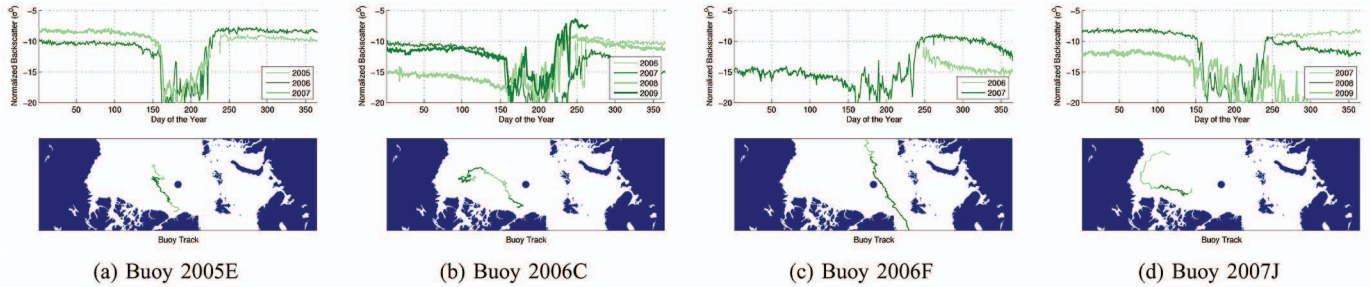 Normalized Backscatter (σ⁰)
−5
−10
−15
−20
50 100 150 200 250 300 350
Day of the Year
2005
2006
2007
Buoy Track
(a) Buoy 2005E
Normalized Backscatter (σ⁰)
−5
−10
−15
−20
50 100 150 200 250 300 350
Day of the Year
2006
2007
2008
2009
Buoy Track
(b) Buoy 2006C
Normalized Backscatter (σ⁰)
−5
−10
−15
−20
50 100 150 200 250 300 350
Day of the Year
2006
2007
Buoy Track
(c) Buoy 2006F
Normalized Backscatter (σ⁰)
−5
−10
−15
−20
50 100 150 200 250 300 350
Day of the Year
2007
2008
2009
Buoy Track
(d) Buoy 2007J